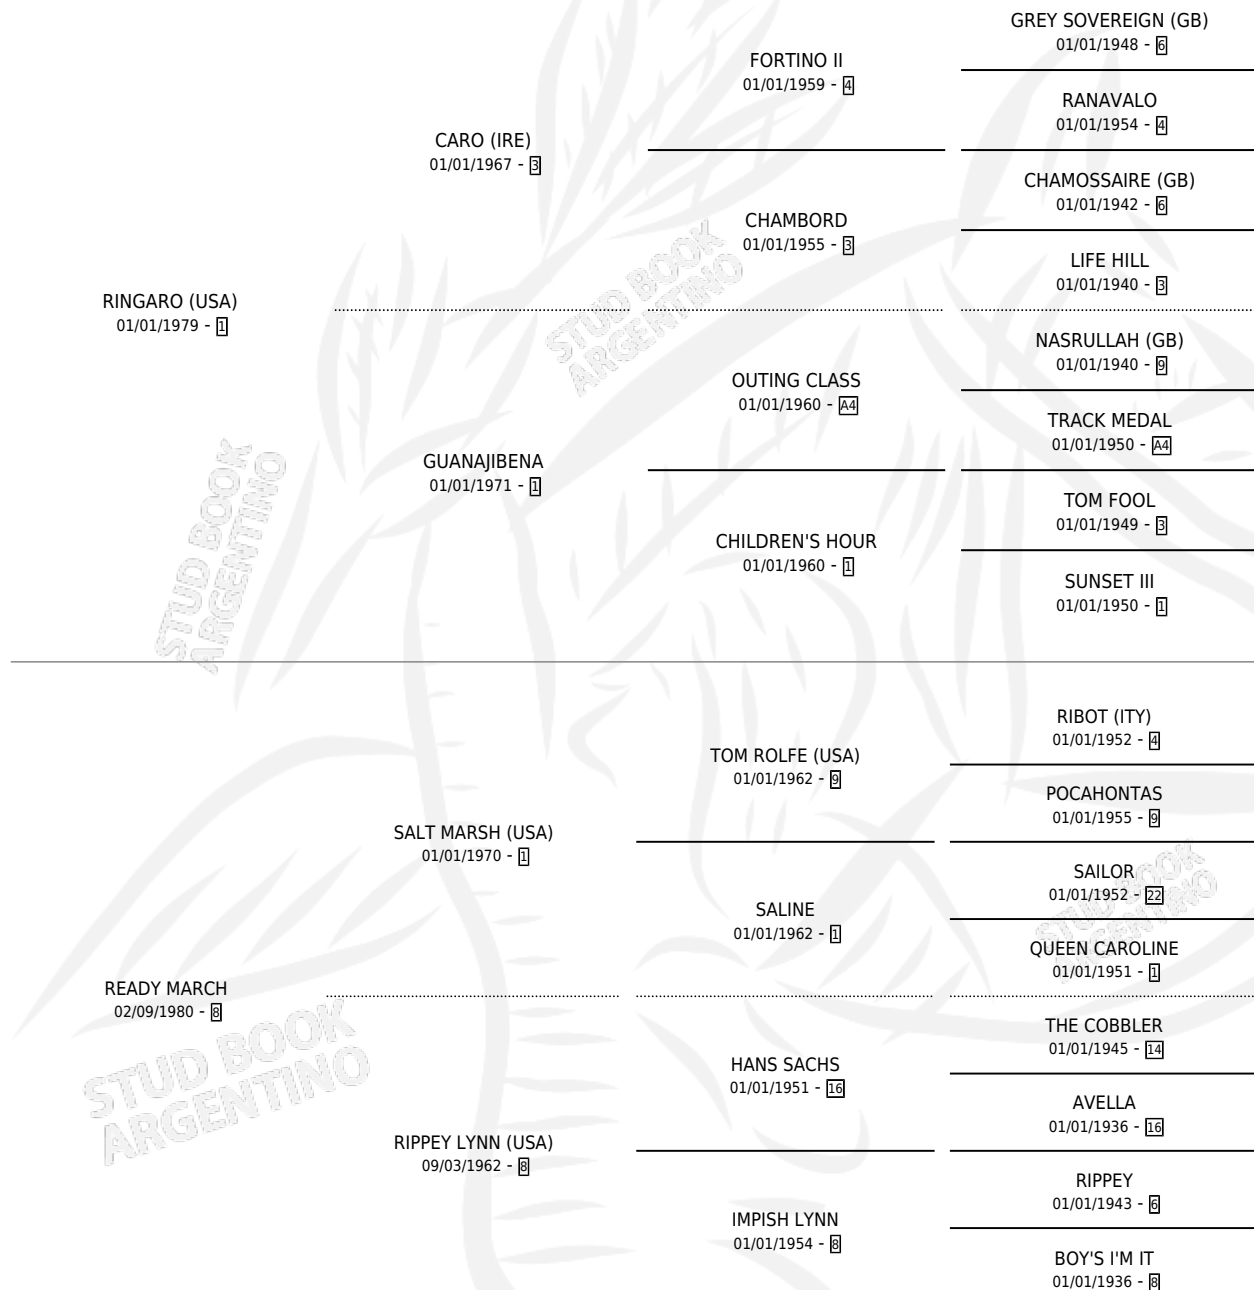 GREY SOVEREIGN (GB)
01/01/1948 - 6
FORTINO II
01/01/1959 - 4
RANAVALO
01/01/1954 - 4
CARO (IRE)
01/01/1967 - 3
CHAMOSSAIRE (GB)
01/01/1942 - 6
CHAMBORD
01/01/1955 - 3
LIFE HILL
01/01/1940 - 3
RINGARO (USA)
01/01/1979 - 1
NASRULLAH (GB)
01/01/1940 - 9
OUTING CLASS
01/01/1960 - A4
TRACK MEDAL
01/01/1950 - A4
GUANAJIBENA
01/01/1971 - 1
TOM FOOL
01/01/1949 - 3
CHILDREN'S HOUR
01/01/1960 - 1
SUNSET III
01/01/1950 - 1
STUD BOOK
ARGENTINO
STUD BOOK
ARGENTINO
RIBOT (ITY)
01/01/1952 - 4
TOM ROLFE (USA)
01/01/1962 - 9
POCAHONTAS
01/01/1955 - 9
SALT MARSH (USA)
01/01/1970 - 1
SAILOR
01/01/1952 - 22
SALINE
01/01/1962 - 1
QUEEN CAROLINE
01/01/1951 - 1
READY MARCH
02/09/1980 - 8
THE COBBLER
01/01/1945 - 14
HANS SACHS
01/01/1951 - 16
AVELLA
01/01/1936 - 16
RIPPEY LYNN (USA)
09/03/1962 - 8
RIPPEY
01/01/1943 - 6
IMPISH LYNN
01/01/1954 - 8
BOY'S I'M IT
01/01/1936 - 8
STUD BOOK
ARGENTINO
STUD BOOK
ARGENTINO